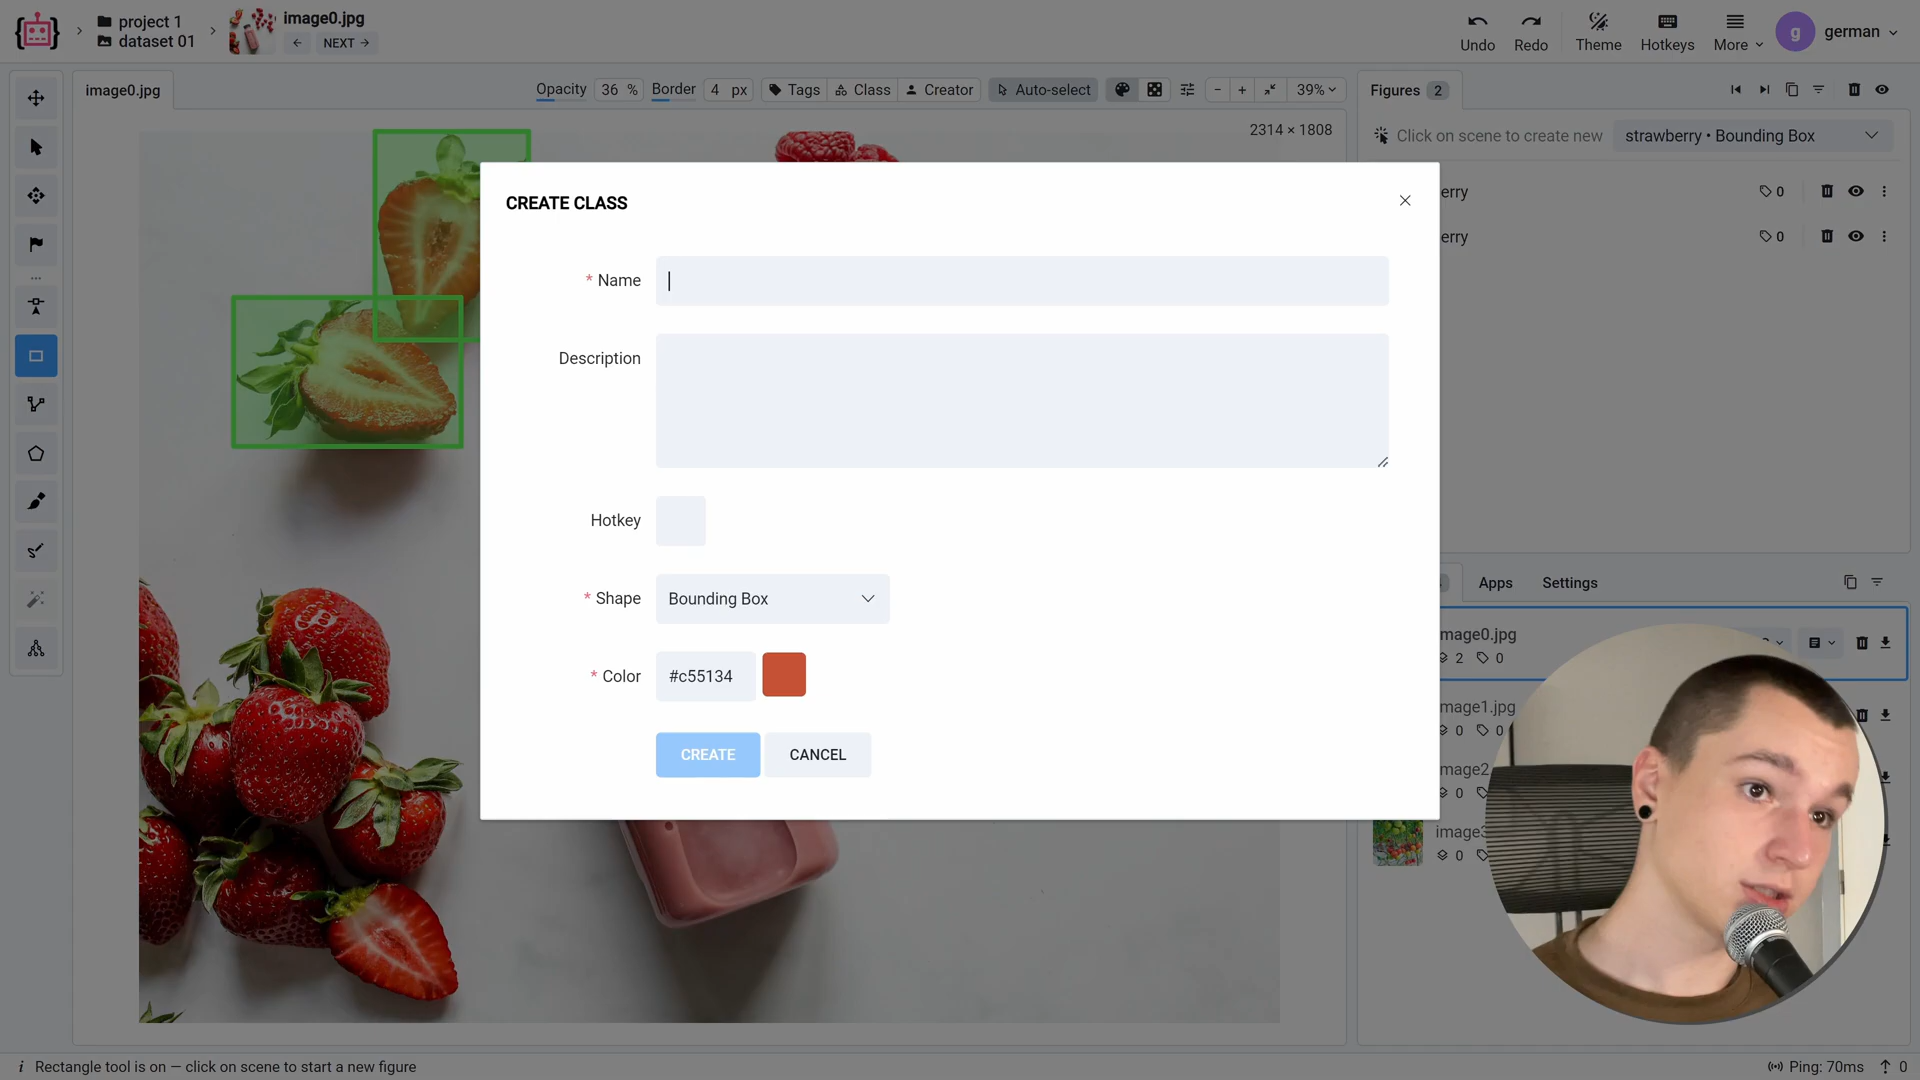 project 1
dataset 01
image0.jpg
NEXT
Undo
Redo
Theme
Hotkeys
More
g
german
image0.jpg
Opacity 36 %
Border 4 px
Tags
Class
Creator
Auto-select
39%
2314 × 1808
Figures 2
Click on scene to create new
strawberry • Bounding Box
erry
0
erry
0
CREATE CLASS
* Name
Description
Hotkey
* Shape
Bounding Box
* Color
#c55134
CREATE
CANCEL
Apps
Settings
mage0.jpg
2
0
mage1.jpg
0
0
mage2
0
image3
0
Rectangle tool is on — click on scene to start a new figure
Ping: 70ms
0